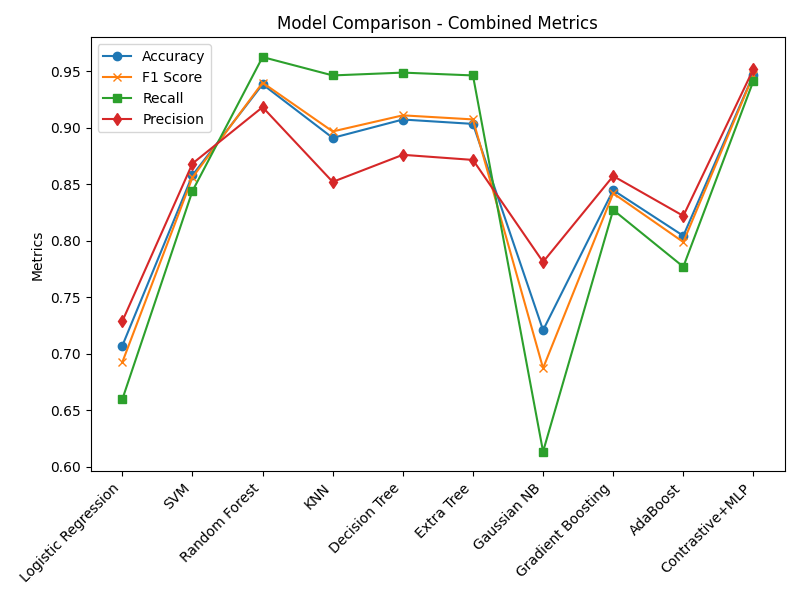 Model Comparison - Combined Metrics
Accuracy
F1 Score
Recall
Precision
Metrics
0.95
0.90
0.85
0.80
0.75
0.70
0.65
0.60
Logistic Regression
SVM
Random Forest
KNN
Decision Tree
Extra Tree
Gaussian NB
Gradient Boosting
AdaBoost
Contrastive+MLP